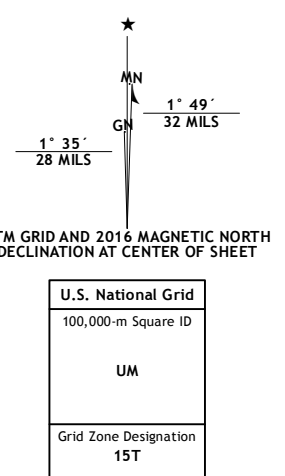 ★
MN
1° 49´
32 MILS
GN
1° 35´
28 MILS
TM GRID AND 2016 MAGNETIC NORTH
DECLINATION AT CENTER OF SHEET
U.S. National Grid
100,000-m Square ID
UM
Grid Zone Designation
15T